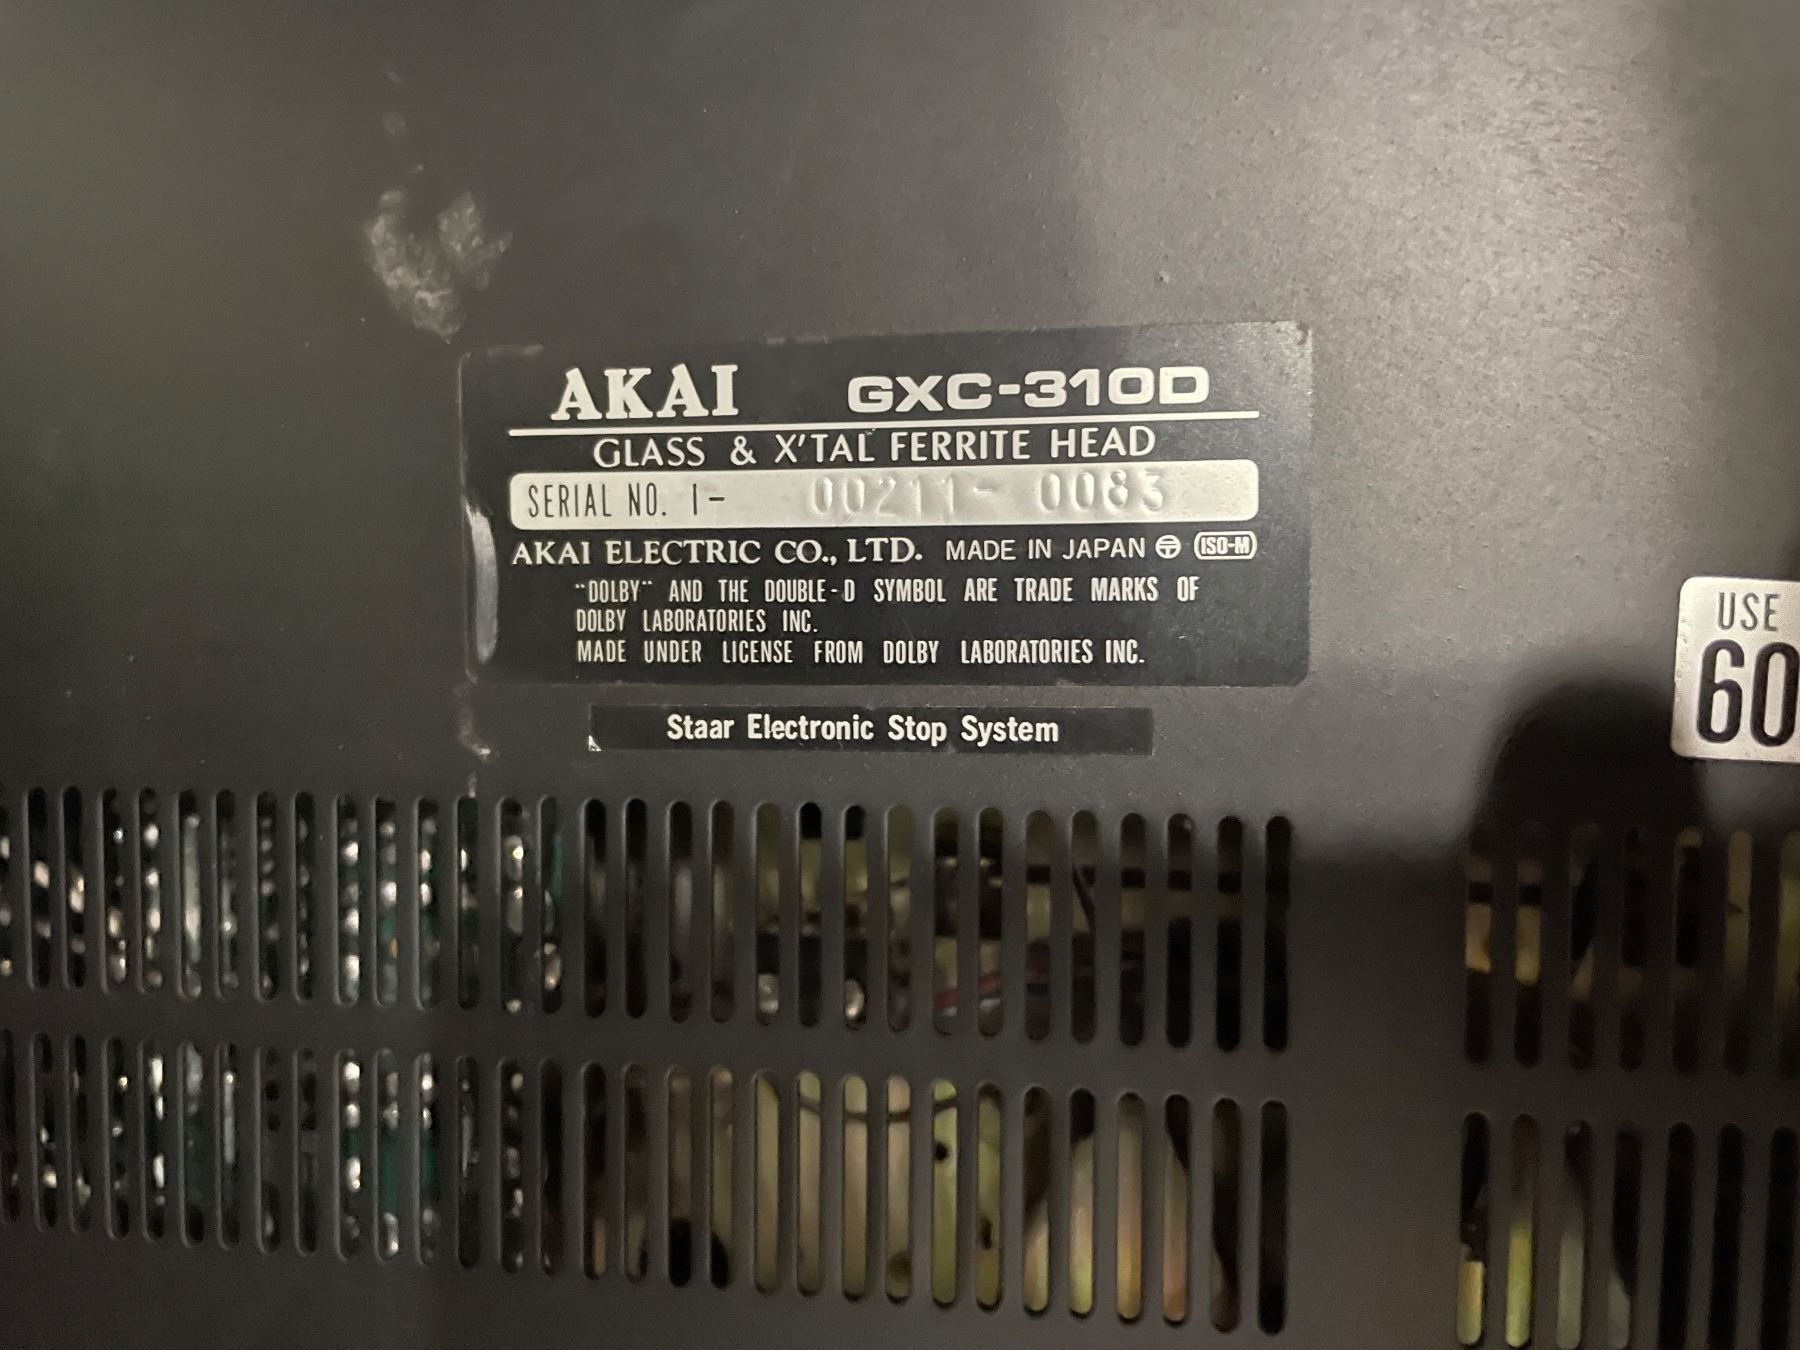 AKAI GXC-310D
GLASS & X'TAL FERRITE HEAD
SERIAL NO. 1- 00211- 0083
AKAI ELECTRIC CO., LTD. MADE IN JAPAN ISO-M
"DOLBY" AND THE DOUBLE-D SYMBOL ARE TRADE MARKS OF
DOLBY LABORATORIES INC.
MADE UNDER LICENSE FROM DOLBY LABORATORIES INC.
Staar Electronic Stop System
USE
60